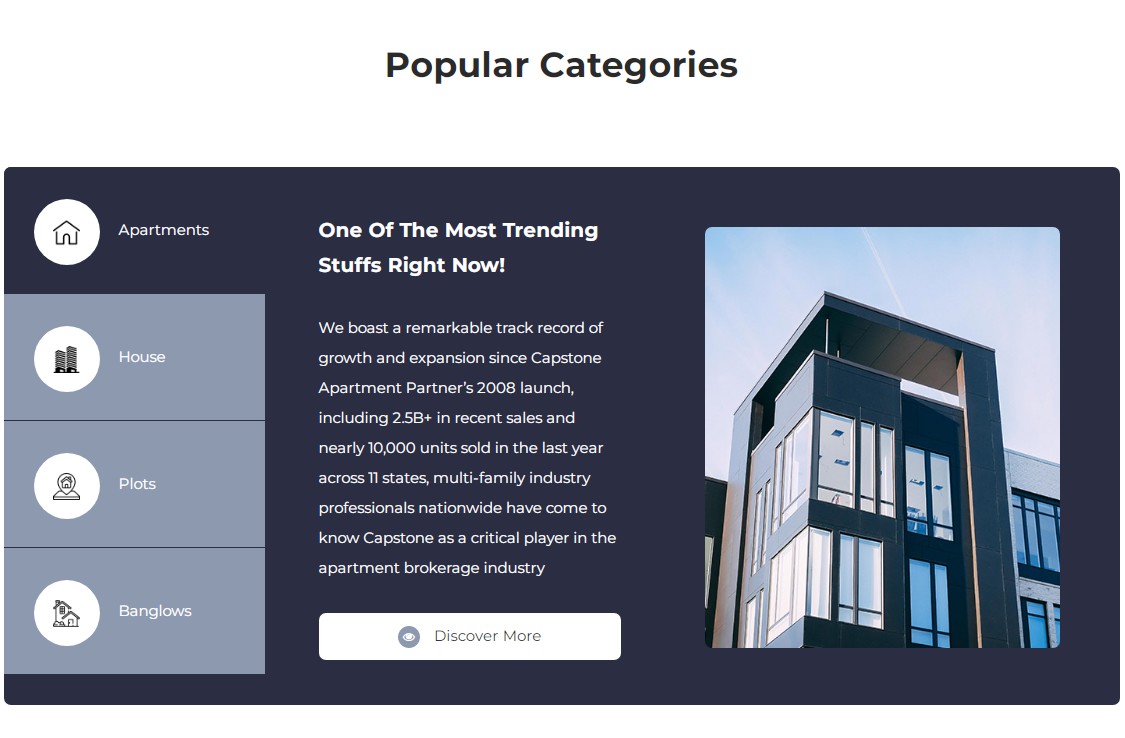 Popular Categories
Apartments
House
Plots
Banglows
One Of The Most Trending
Stuffs Right Now!
We boast a remarkable track record of
growth and expansion since Capstone
Apartment Partner’s 2008 launch,
including 2.5B+ in recent sales and
nearly 10,000 units sold in the last year
across 11 states, multi-family industry
professionals nationwide have come to
know Capstone as a critical player in the
apartment brokerage industry
Discover More